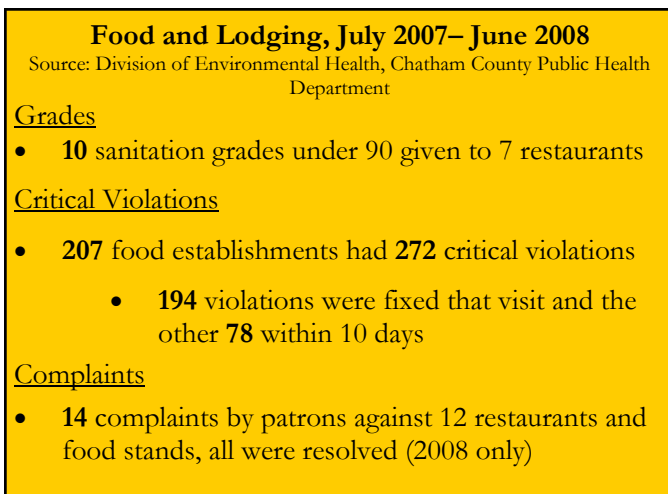 Food and Lodging, July 2007– June 2008
Source: Division of Environmental Health, Chatham County Public Health
Department
Grades
• 10 sanitation grades under 90 given to 7 restaurants
Critical Violations
• 207 food establishments had 272 critical violations
• 194 violations were fixed that visit and the
other 78 within 10 days
Complaints
• 14 complaints by patrons against 12 restaurants and
food stands, all were resolved (2008 only)